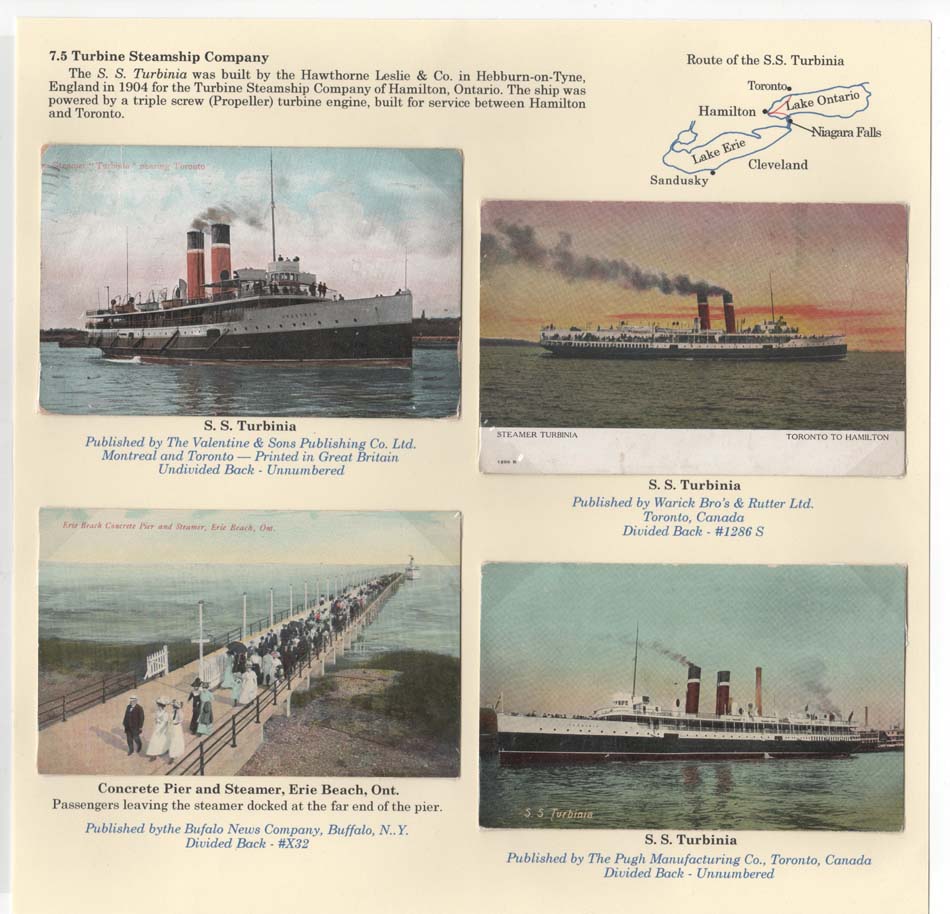 7.5 Turbine Steamship Company
The S. S. Turbinia was built by the Hawthorne Leslie & Co. in Hebburn-on-Tyne,
England in 1904 for the Turbine Steamship Company of Hamilton, Ontario. The ship was
powered by a triple screw (Propeller) turbine engine, built for service between Hamilton
and Toronto.
Route of the S.S. Turbinia
Toronto
Hamilton
Lake Ontario
Niagara Falls
Lake Erie
Cleveland
Sandusky
Steamer "Turbinia" nearing Toronto
TURBINIA
S. S. Turbinia
Published by The Valentine & Sons Publishing Co. Ltd.
Montreal and Toronto — Printed in Great Britain
Undivided Back - Unnumbered
STEAMER TURBINIA
TORONTO TO HAMILTON
S. S. Turbinia
Published by Warick Bro's & Rutter Ltd.
Toronto, Canada
Divided Back - #1286 S
Erie Beach Concrete Pier and Steamer, Erie Beach, Ont.
Concrete Pier and Steamer, Erie Beach, Ont.
Passengers leaving the steamer docked at the far end of the pier.
Published bythe Bufalo News Company, Buffalo, N..Y.
Divided Back - #X32
S. S. Turbinia
S. S. Turbinia
Published by The Pugh Manufacturing Co., Toronto, Canada
Divided Back - Unnumbered